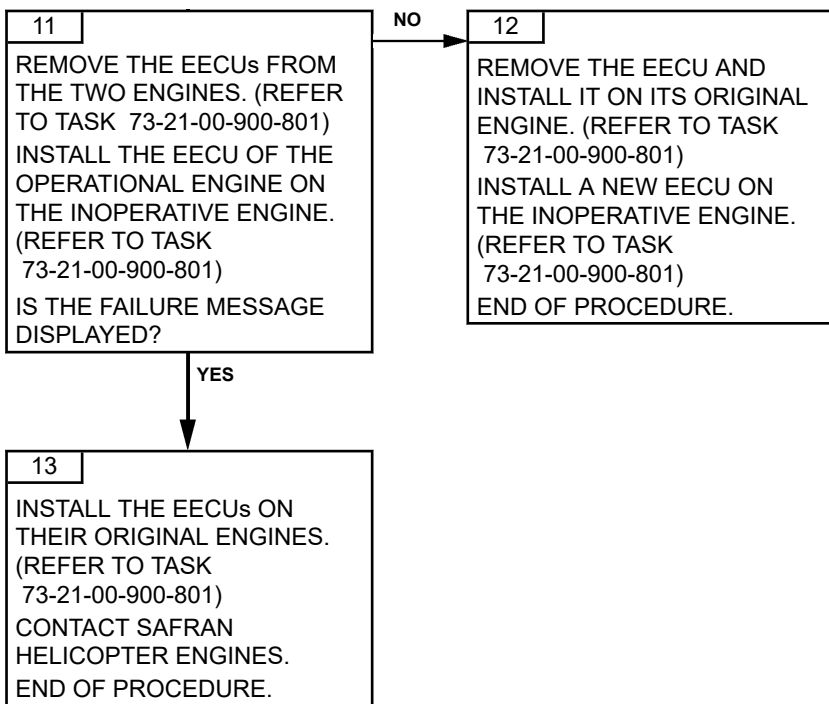 11
REMOVE THE EECUs FROM
THE TWO ENGINES. (REFER
TO TASK 73-21-00-900-801)
INSTALL THE EECU OF THE
OPERATIONAL ENGINE ON
THE INOPERATIVE ENGINE.
(REFER TO TASK
73-21-00-900-801)
IS THE FAILURE MESSAGE
DISPLAYED?
NO
12
REMOVE THE EECU AND
INSTALL IT ON ITS ORIGINAL
ENGINE. (REFER TO TASK
73-21-00-900-801)
INSTALL A NEW EECU ON
THE INOPERATIVE ENGINE.
(REFER TO TASK
73-21-00-900-801)
END OF PROCEDURE.
YES
13
INSTALL THE EECUs ON
THEIR ORIGINAL ENGINES.
(REFER TO TASK
73-21-00-900-801)
CONTACT SAFRAN
HELICOPTER ENGINES.
END OF PROCEDURE.